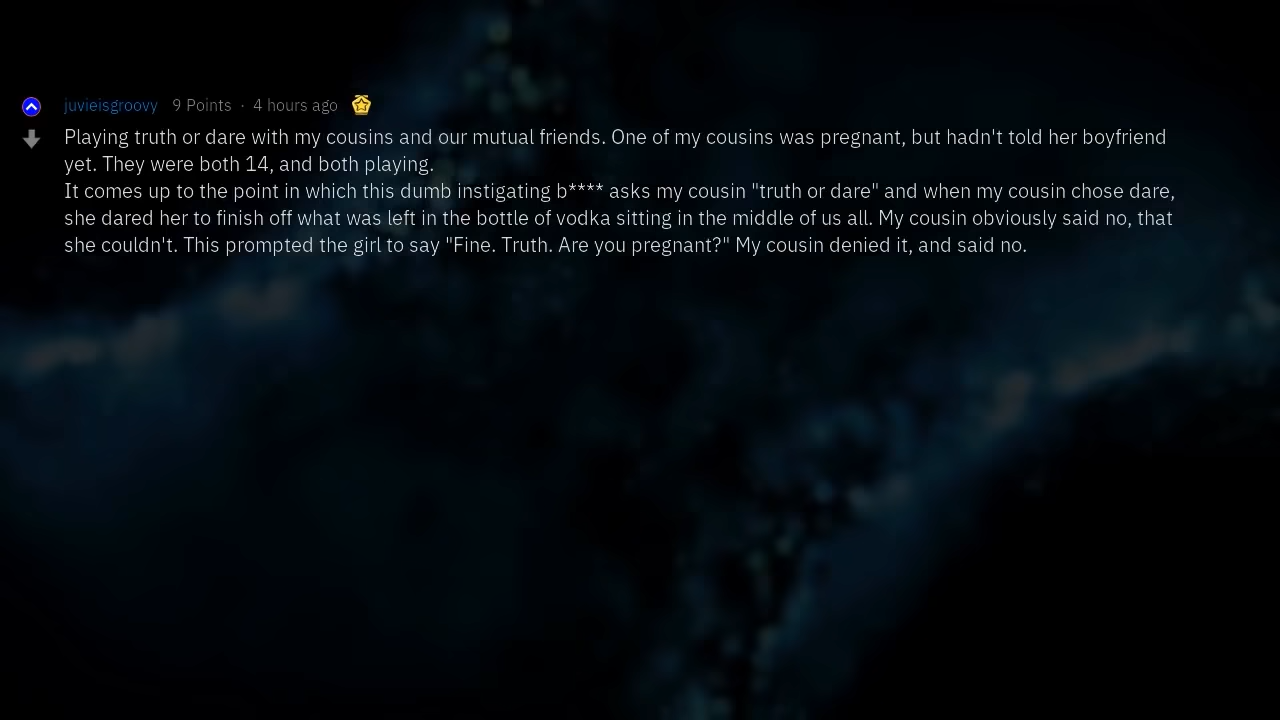 juvieisgroovy 9 Points · 4 hours ago
Playing truth or dare with my cousins and our mutual friends. One of my cousins was pregnant, but hadn't told her boyfriend
yet. They were both 14, and both playing.
It comes up to the point in which this dumb instigating b**** asks my cousin "truth or dare" and when my cousin chose dare,
she dared her to finish off what was left in the bottle of vodka sitting in the middle of us all. My cousin obviously said no, that
she couldn't. This prompted the girl to say "Fine. Truth. Are you pregnant?" My cousin denied it, and said no.